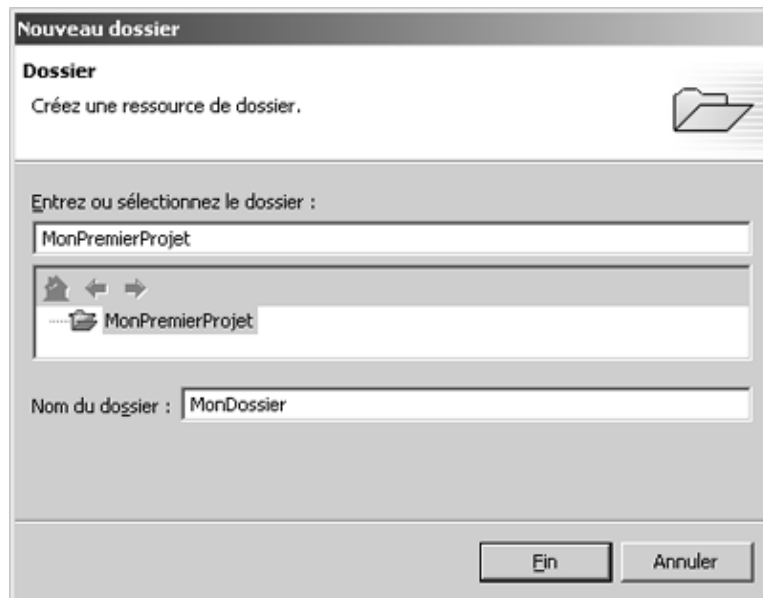 Nouveau dossier
Dossier
Créez une ressource de dossier.
Entrez ou sélectionnez le dossier :
MonPremierProjet
MonPremierProjet
Nom du dossier : MonDossier
Fin Annuler